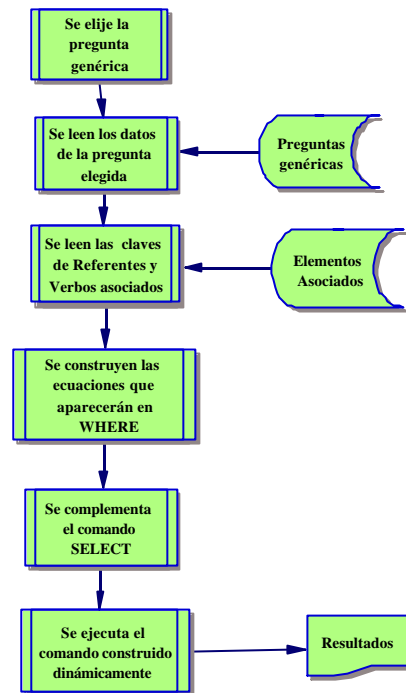 Se elije la
pregunta
genérica
Se leen los datos
de la pregunta
elegida
Preguntas
genéricas
Se leen las claves
de Referentes y
Verbos asociados
Elementos
Asociados
Se construyen las
ecuaciones que
aparecerán en
WHERE
Se complementa
el comando
SELECT
Se ejecuta el
comando construido
dinámicamente
Resultados